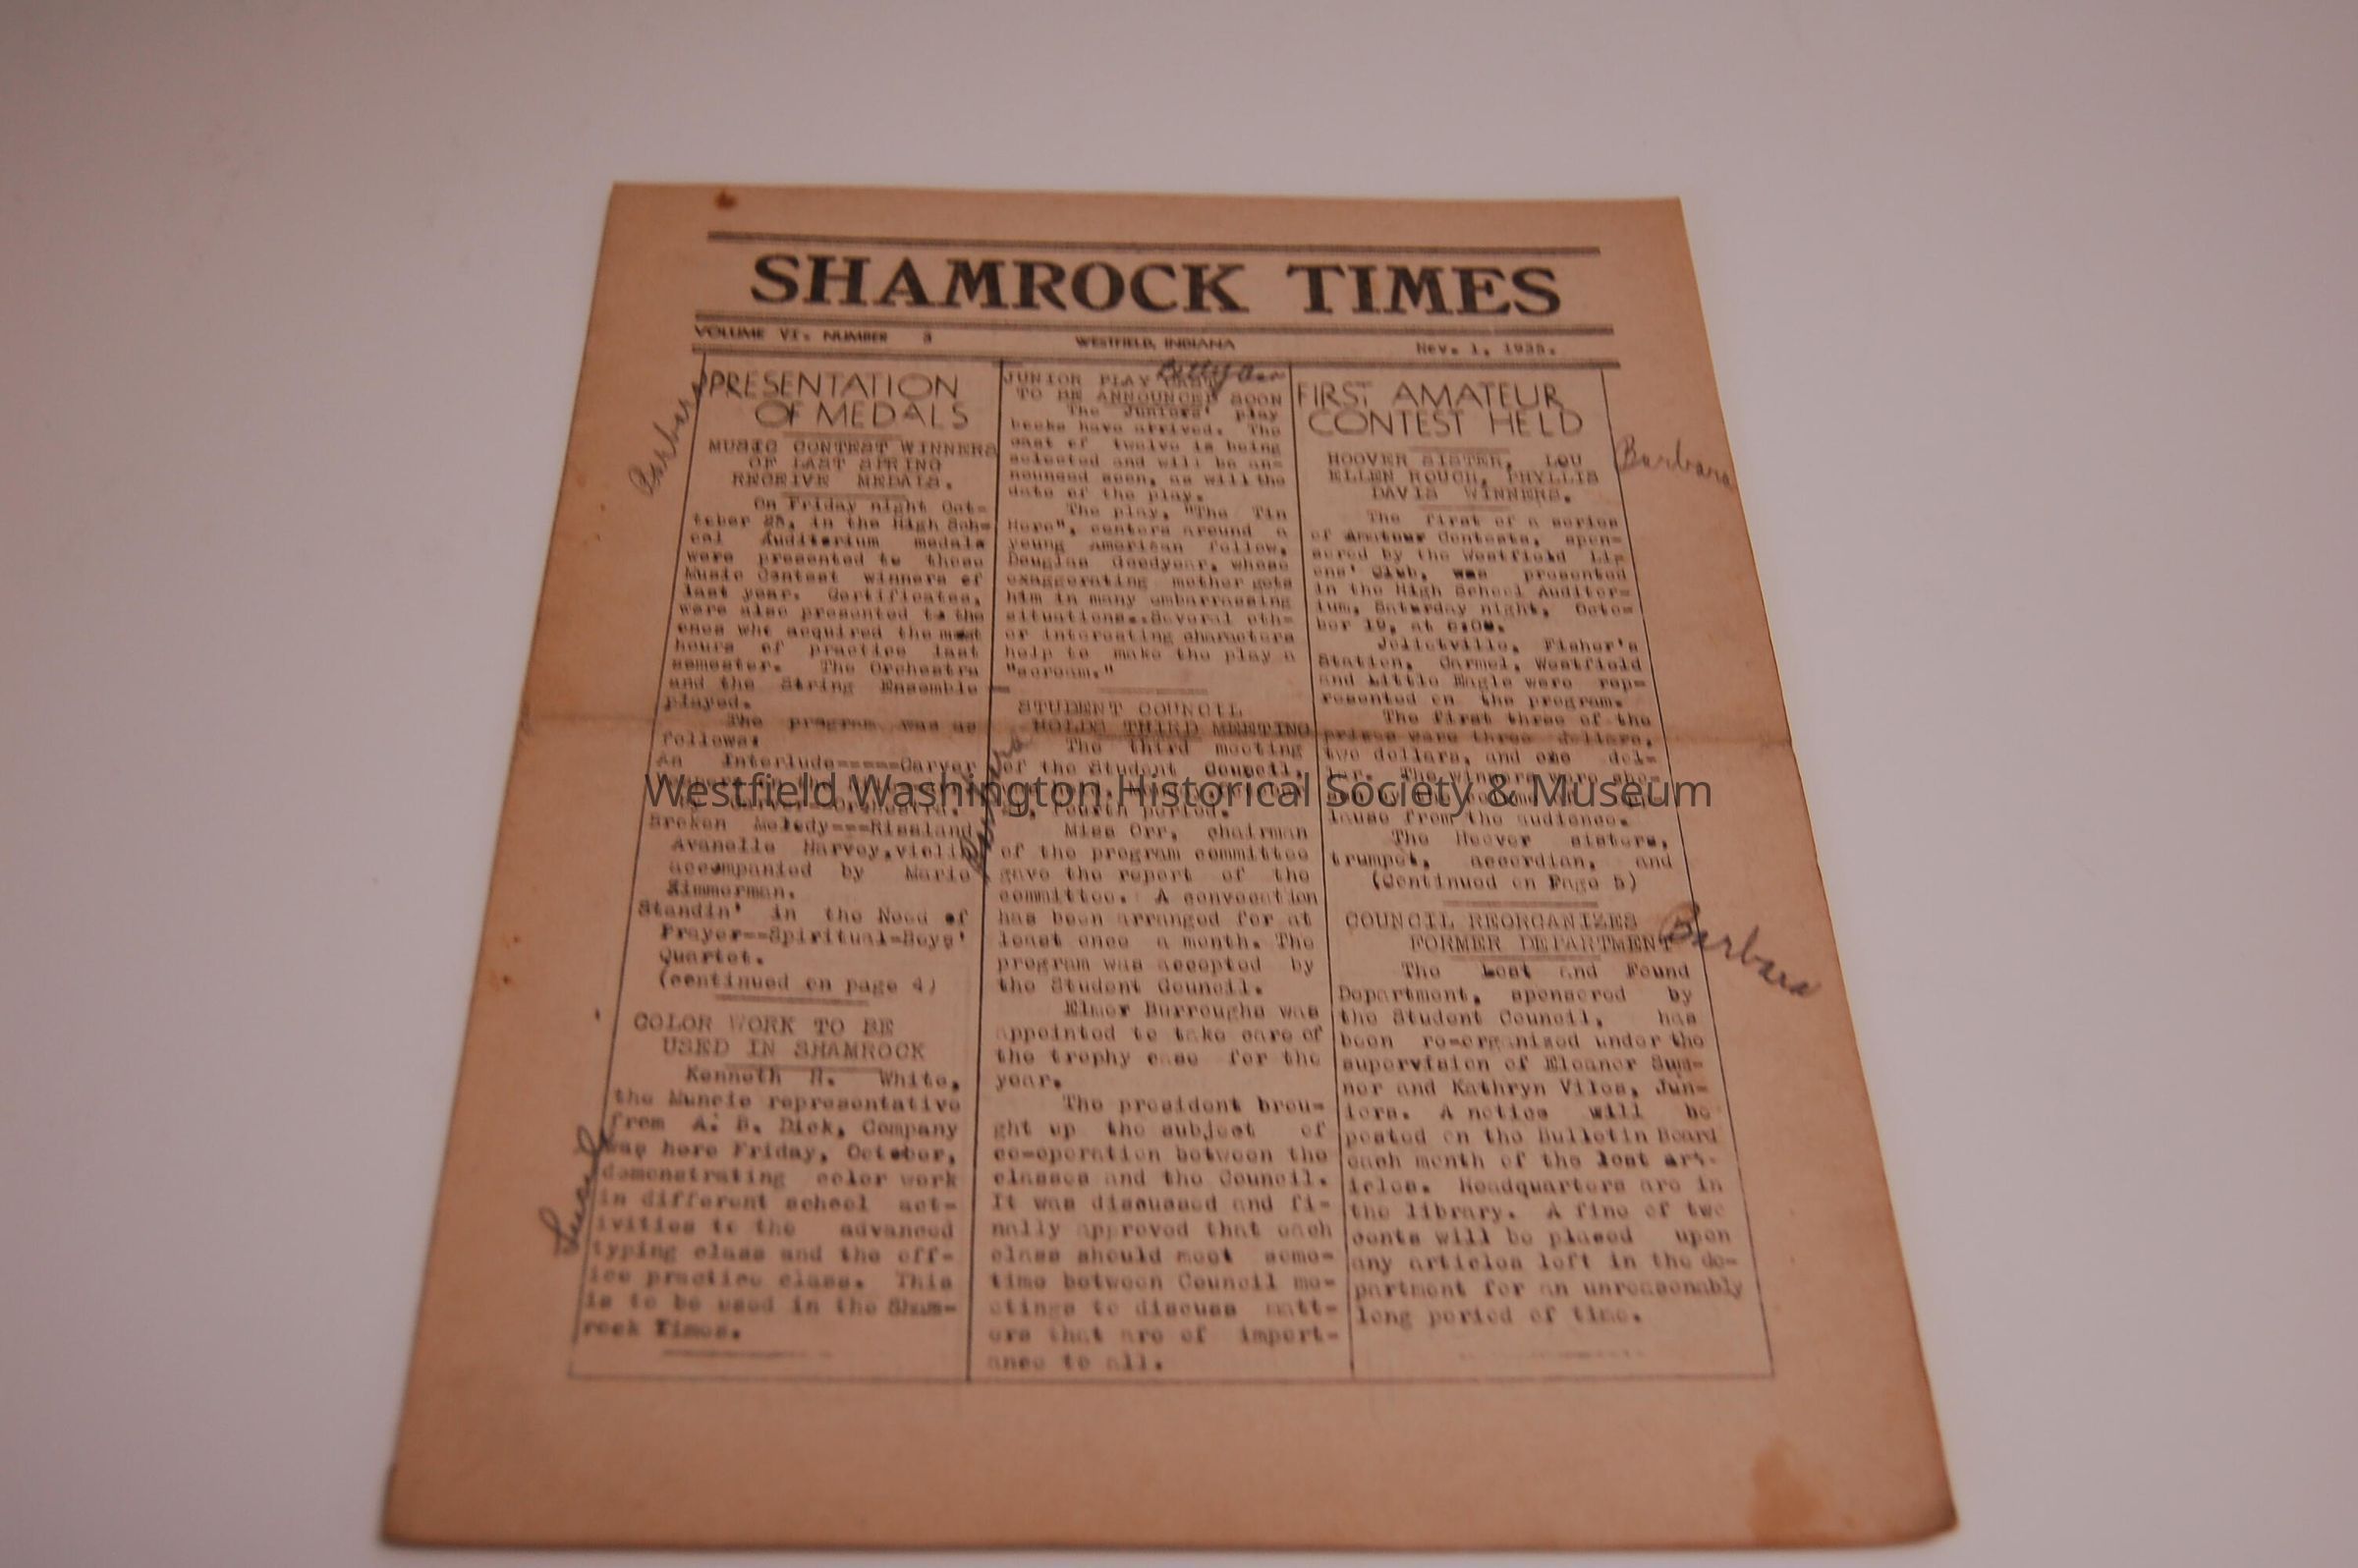 SHAMROCK TIMES
VOLUME VI. NUMBER 3 WESTFIELD, INDIANA Nov. 1, 1935.
Barbara
PRESENTATION
OF MEDALS
MUSIC CONTEST WINNERS
OF LAST SPRING
RECEIVE MEDALS.
On Friday night Oct-
tober 25, in the High Sch-
ool Auditorium medals
were presented to those
Music Contest winners of
last year. Certificates,
were also presented to the
ones who acquired the most
hours of practice last
semester. The Orchestra
and the String Ensemble
played.
The program was as
follows:
An Interlude-----Carver
Broken Melody---Rissland
Avanelle Harvey, violin
accompanied by Marie
Zimmerman.
Standin' in the Need of
Prayer--Spiritual-Boys'
Quartet.
(continued on page 4)
COLOR WORK TO BE
USED IN SHAMROCK
Kenneth H. White,
the Muncie representative
from A. B. Dick, Company
was here Friday, October,
demonstrating color work
in different school act-
ivities to the advanced
typing class and the off-
ice practice class. This
is to be used in the Sham-
rock Times.
JUNIOR PLAY CAST
TO BE ANNOUNCED SOON
The Juniors' play
books have arrived. The
cast of twelve is being
selected and will be an-
nounced soon, as will the
date of the play.
The play, "The Tin
Hero", centers around a
young American fellow,
Douglas Goodyear, whose
exaggerating mother gets
him in many embarrassing
situations..Several oth-
er interesting characters
help to make the play a
"scream."
STUDENT COUNCIL
HOLDS THIRD MEETING
Barbara
The third meeting
of the Student Council,
fourth period.
Miss Orr, chairman
of the program committee
gave the report of the
committee. A convocation
has been arranged for at
least once a month. The
program was accepted by
the Student Council.
Elmer Burroughs was
appointed to take care of
the trophy case for the
year.
The president brou-
ght up the subject of
co-operation between the
classes and the Council.
It was discussed and fi-
nally approved that each
class should meet some-
time between Council me-
etings to discuss matt-
ers that are of import-
ance to all.
FIRST AMATEUR
CONTEST HELD
Barbara
HOOVER SISTER, LOU
ELLEN ROUCH, PHYLLIS
DAVIS WINNERS.
The first of a series
of Amateur Contests, spon-
sored by the Westfield Li-
ons' Club, was presented
in the High School Auditor-
ium, Saturday night, Octo-
ber 19, at 8:00.
Jolietville, Fisher's
Station, Carmel, Westfield
and Little Eagle were rep-
resented on the program.
The first three of the
prizes were three dollars,
two dollars, and one dol-
lar. The winners were cho-
lause from the audience.
The Hoover sisters,
trumpet, accordian, and
(Continued on Page 5)
COUNCIL REORGANIZES
FORMER DEPARTMENT
Barbara
The Lost and Found
Department, sponsored by
the Student Council, has
been re-organized under the
supervision of Eleanor Sum-
ner and Kathryn Viles, Jun-
iors. A notice will be
posted on the Bulletin Board
each month of the lost art-
icles. Headquarters are in
the library. A fine of two
cents will be placed upon
any articles left in the de-
partment for an unreasonably
long period of time.
Westfield Washington Historical Society & Museum